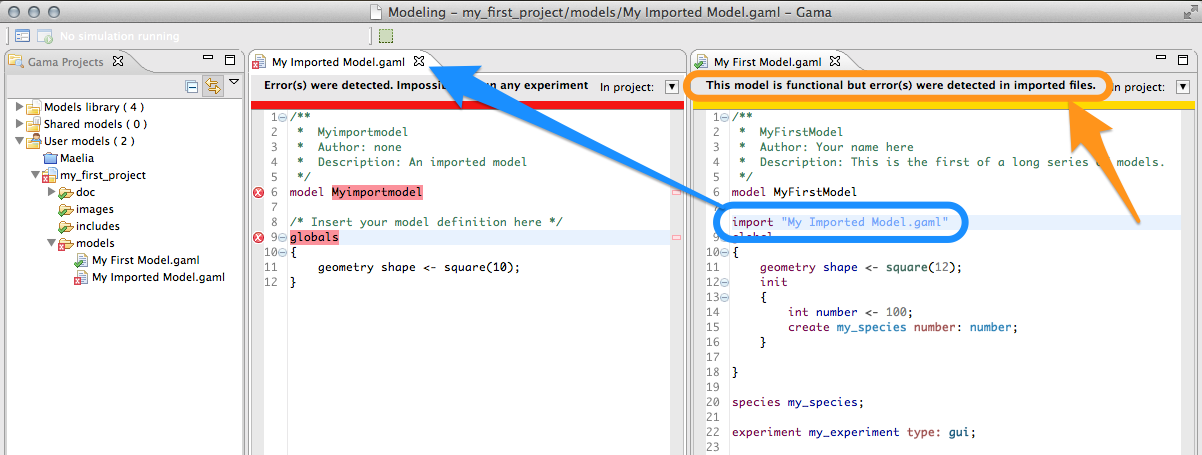 Modeling – my_first_project/models/My Imported Model.gaml – Gama
No simulation running
Gama Projects
Models library ( 4 )
Shared models ( 0 )
User models ( 2 )
Maelia
my_first_project
doc
images
includes
models
My First Model.gaml
My Imported Model.gaml
My Imported Model.gaml
Error(s) were detected. Impossib any experiment In project:
1 /**
2 * Myimportmodel
3 * Author: none
4 * Description: An imported model
5 */
6 model Myimportmodel
7
8 /* Insert your model definition here */
9 globals
10 {
11 geometry shape <- square(10);
12 }
My First Model.gaml
This model is functional but error(s) were detected in imported files. In project:
1 /**
2 * MyFirstModel
3 * Author: Your name here
4 * Description: This is the first of a long series of models.
5 */
6 model MyFirstModel
7
import "My Imported Model.gaml"
9 global
10 {
11 geometry shape <- square(12);
12 init
13 {
14 int number <- 100;
15 create my_species number: number;
16 }
17
18 }
19
20 species my_species;
21
22 experiment my_experiment type: gui;
23